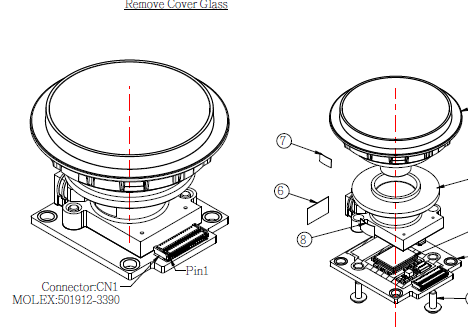 Remove Cover Glass
7
6
8
Pin1
Connector:CN1
MOLEX:501912-3390